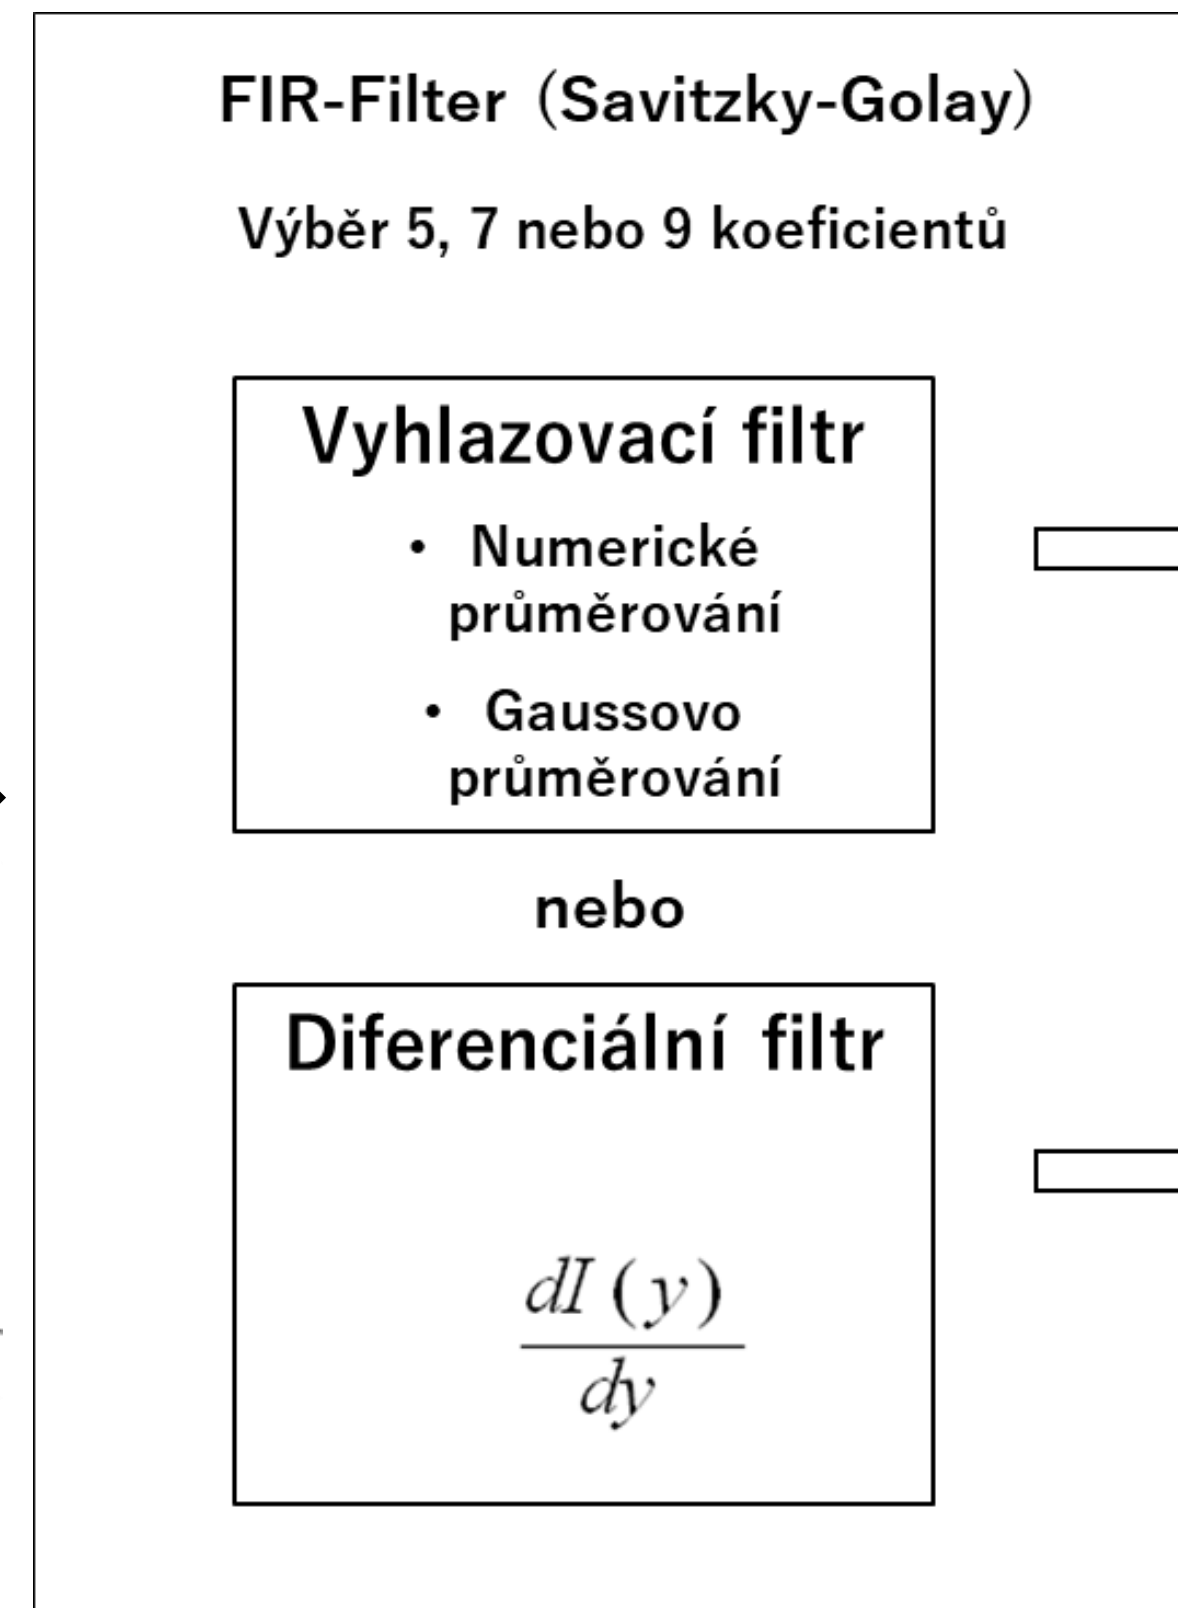 FIR-Filter (Savitzky-Golay)
Výběr 5, 7 nebo 9 koeficientů
Vyhlazovací filtr
• Numerické
průměrování
• Gaussovo
průměrování
nebo
Diferenciální filtr
dI (y)
dy